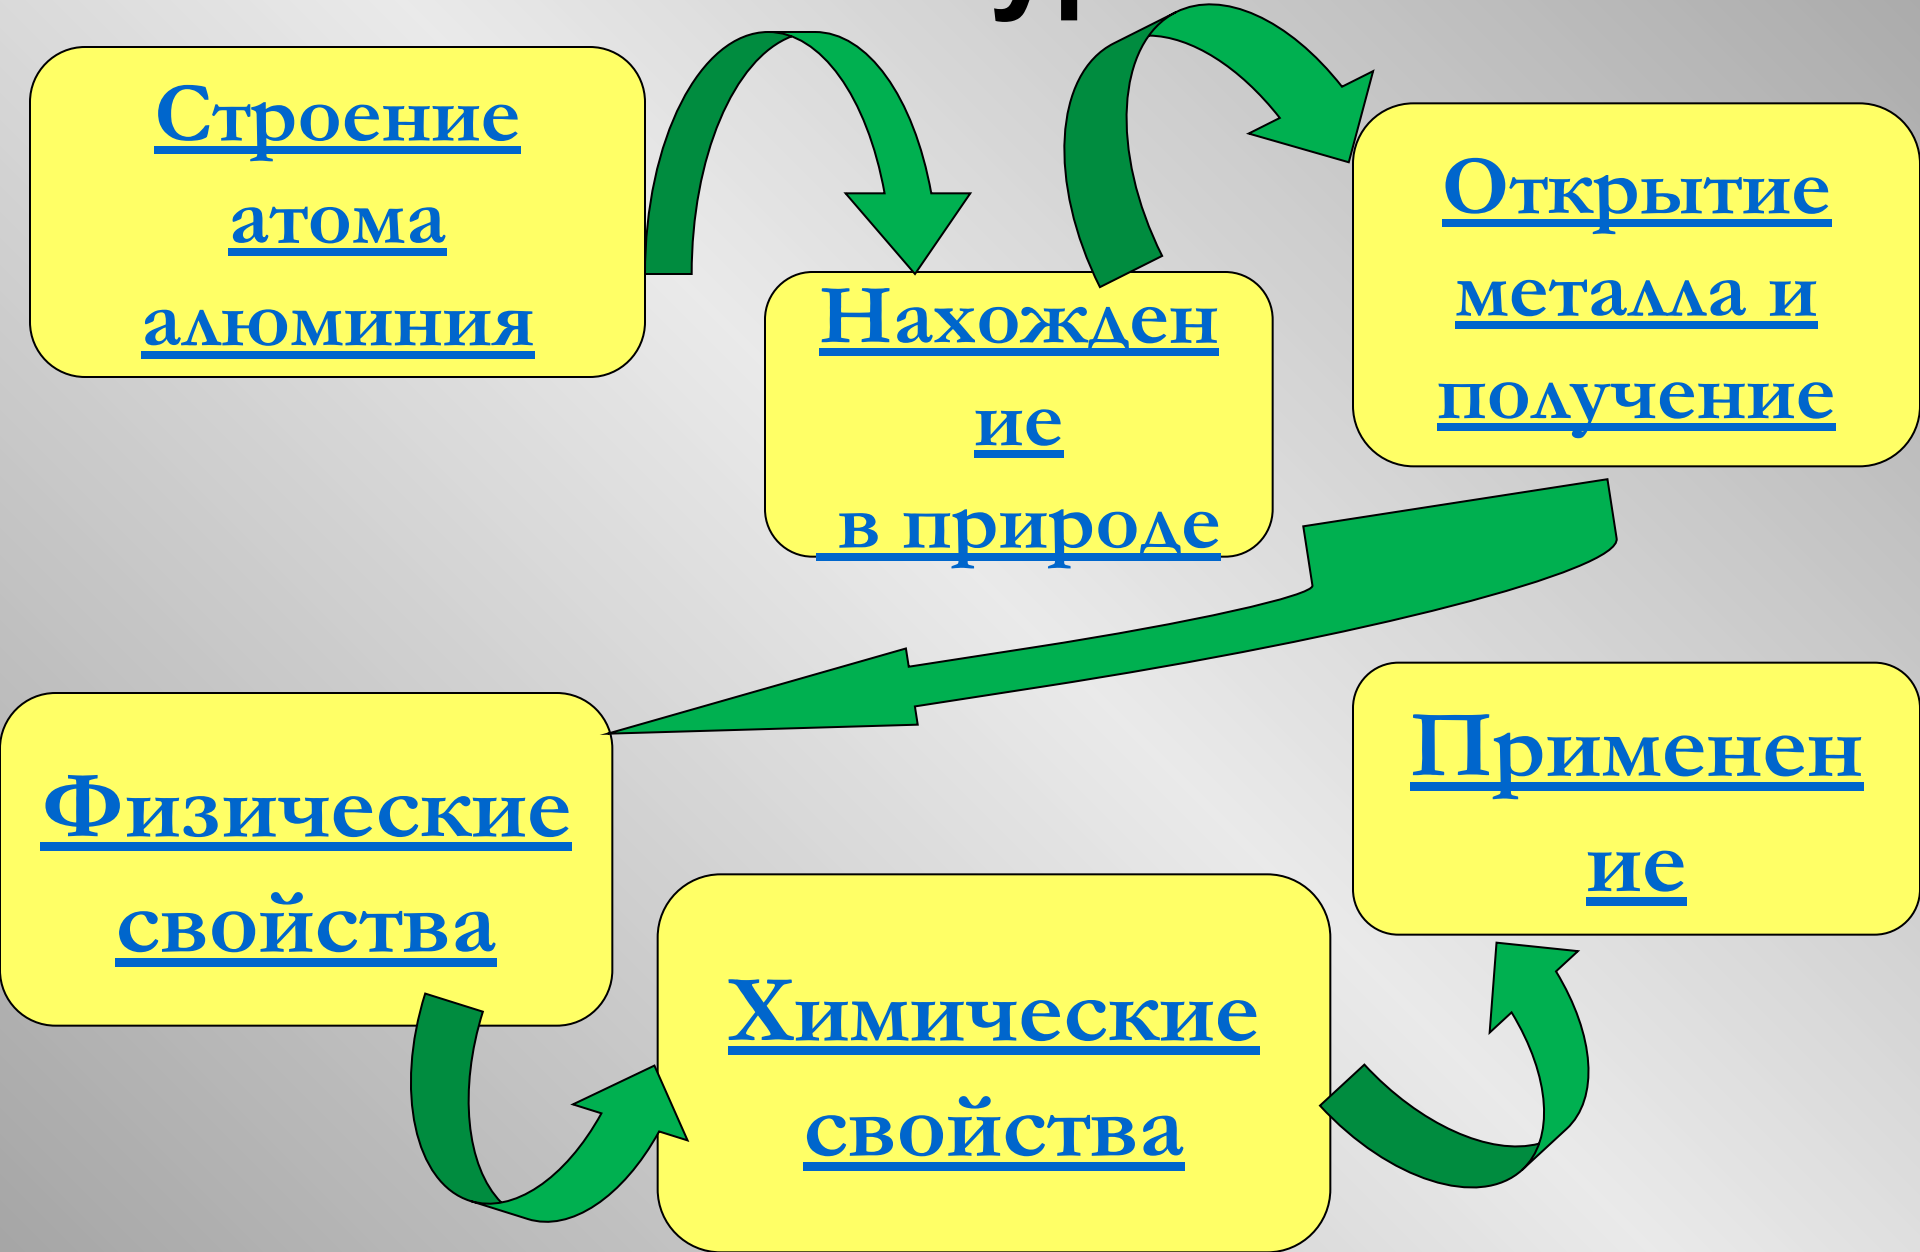 Строение
атома
алюминия
Нахожден
ие
в природе
Открытие
металла и
получение
Физические
свойства
Химические
свойства
Применен
ие